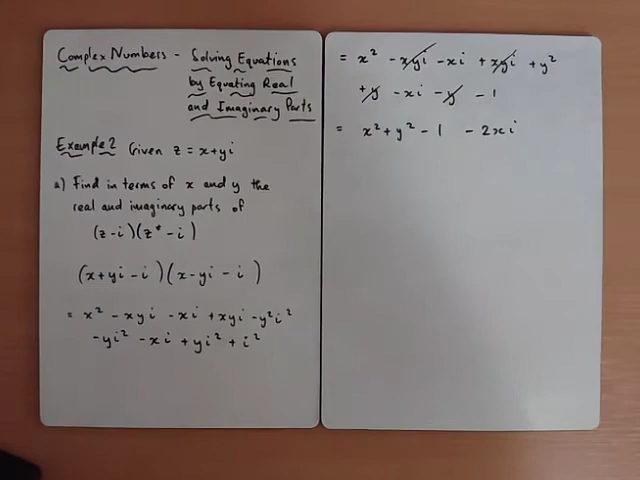 Complex Numbers - Solving Equations
by Equating Real
and Imaginary Parts
Example 2 Given z = x+yi
a) Find in terms of x and y the
real and imaginary parts of
(z-i)(z* -i)
(x+yi -i)(x-yi -i)
= x² - xyi -xi +xyi -y²i²
-yi² -xi +yi² +i²
= x² -xyi -xi +xyi +y²
+y -xi -y -1
= x²+y² -1 -2xi